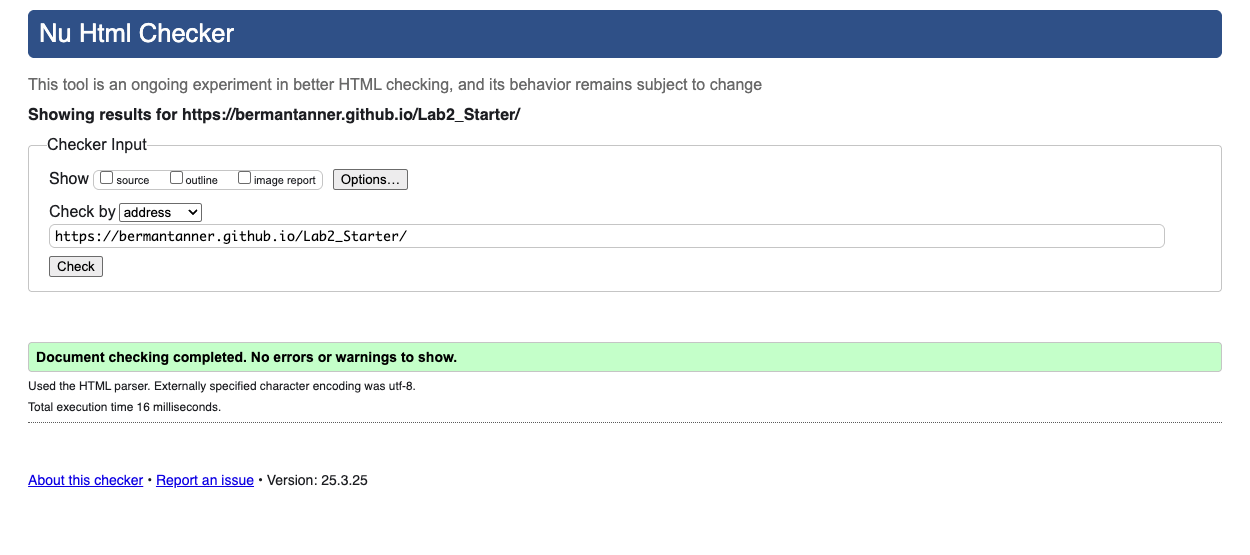 Nu Html Checker
This tool is an ongoing experiment in better HTML checking, and its behavior remains subject to change
Showing results for https://bermantanner.github.io/Lab2_Starter/
Checker Input
Show source outline image report Options…
Check by address
https://bermantanner.github.io/Lab2_Starter/
Check
Document checking completed. No errors or warnings to show.
Used the HTML parser. Externally specified character encoding was utf-8.
Total execution time 16 milliseconds.
About this checker • Report an issue • Version: 25.3.25